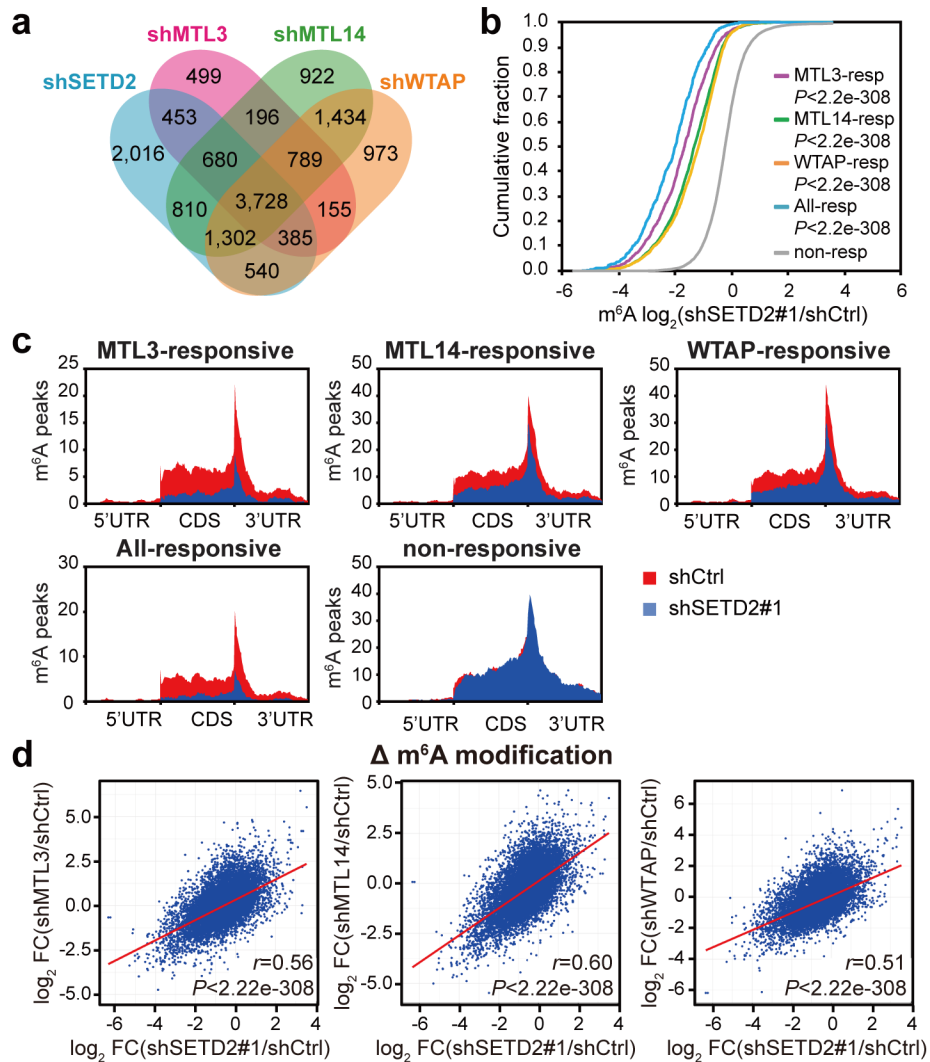 a
shMTL3 shMTL14
shSETD2 shWTAP
499 922
453 196 1,434
2,016 680 789 973
810 3,728 155
1,302 385
540
b
Cumulative fraction
1.0
0.9
0.8
0.7
0.6
0.5
0.4
0.3
0.2
0.1
0.0
MTL3-resp
P<2.2e-308
MTL14-resp
P<2.2e-308
WTAP-resp
P<2.2e-308
All-resp
P<2.2e-308
non-resp
-6 -4 -2 0 2 4 6
m⁶A log₂(shSETD2#1/shCtrl)
c
MTL3-responsive
m⁶A peaks
25
20
15
10
5
0
5'UTR CDS 3'UTR
MTL14-responsive
m⁶A peaks
50
40
30
20
10
0
5'UTR CDS 3'UTR
WTAP-responsive
m⁶A peaks
50
40
30
20
10
0
5'UTR CDS 3'UTR
All-responsive
m⁶A peaks
30
20
10
0
5'UTR CDS 3'UTR
non-responsive
m⁶A peaks
50
40
30
20
10
0
5'UTR CDS 3'UTR
shCtrl
shSETD2#1
d
Δ m⁶A modification
log₂ FC(shMTL3/shCtrl)
5.0
2.5
0.0
-2.5
-5.0
r=0.56
P<2.22e-308
-6 -4 -2 0 2 4
log₂ FC(shSETD2#1/shCtrl)
log₂ FC(shMTL14/shCtrl)
5.0
2.5
0.0
-2.5
-5.0
r=0.60
P<2.22e-308
-6 -4 -2 0 2 4
log₂ FC(shSETD2#1/shCtrl)
log₂ FC(shWTAP/shCtrl)
6
4
2
0
-2
-4
-6
r=0.51
P<2.22e-308
-6 -4 -2 0 2 4
log₂ FC(shSETD2#1/shCtrl)